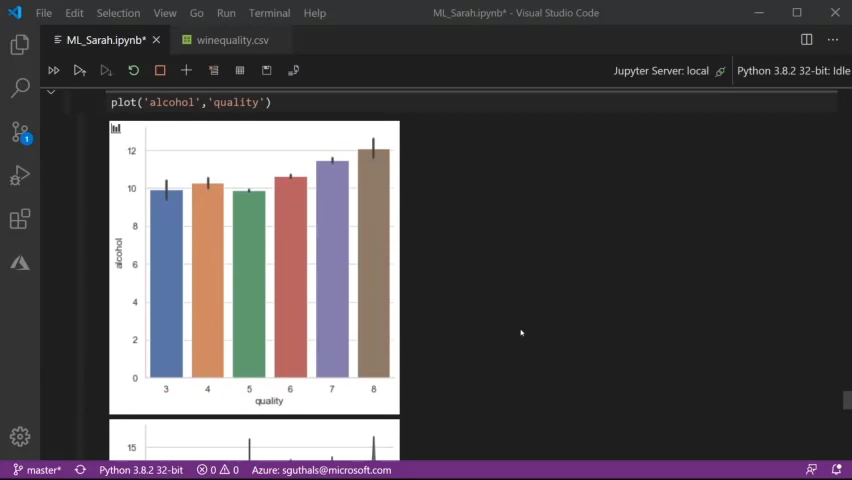 File Edit Selection View Go Run Terminal Help ML_Sarah.ipynb* - Visual Studio Code
ML_Sarah.ipynb* winequality.csv
Jupyter Server: local Python 3.8.2 32-bit: Idle
plot('alcohol','quality')
12
10
8
6
4
2
0
alcohol
3 4 5 6 7 8
quality
15
1
master* Python 3.8.2 32-bit 0 0 Azure: sguthals@microsoft.com